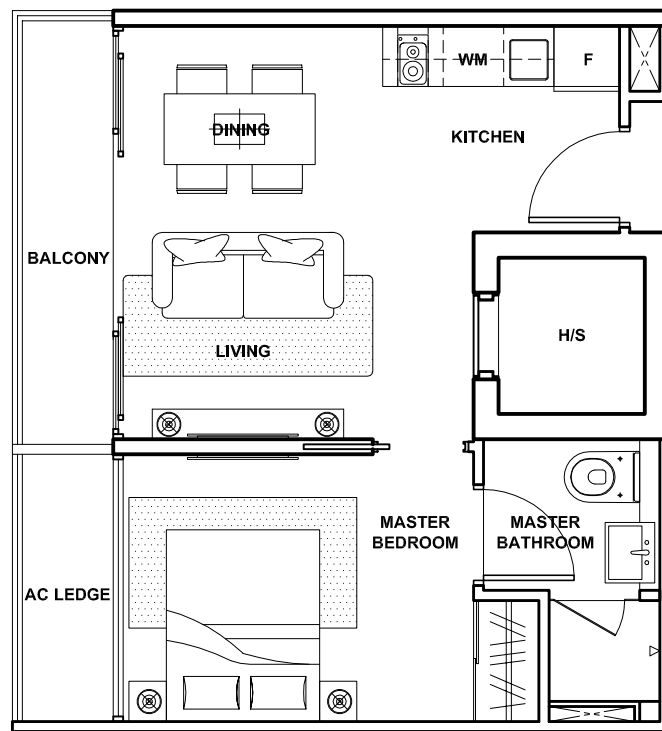 WM
F
DINING
KITCHEN
BALCONY
H/S
LIVING
MASTER
BEDROOM
MASTER
BATHROOM
AC LEDGE